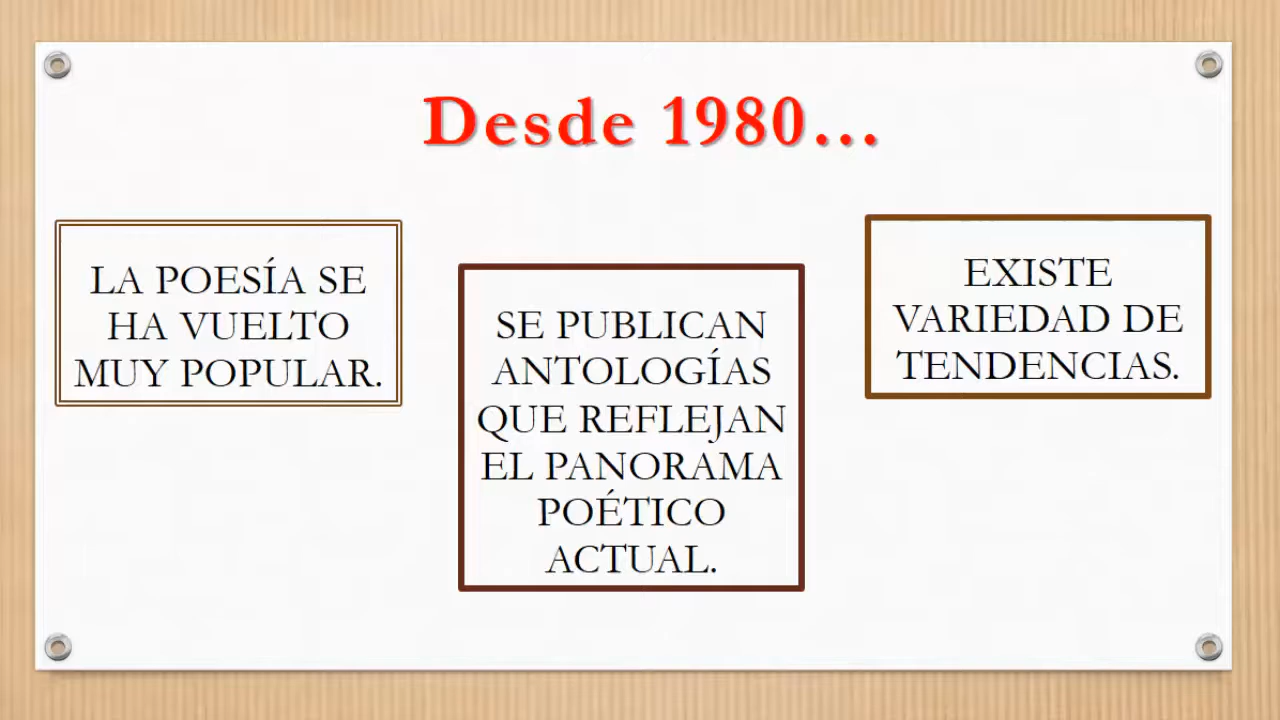 Desde 1980...
LA POESÍA SE
HA VUELTO
MUY POPULAR.
SE PUBLICAN
ANTOLOGÍAS
QUE REFLEJAN
EL PANORAMA
POÉTICO
ACTUAL.
EXISTE
VARIEDAD DE
TENDENCIAS.